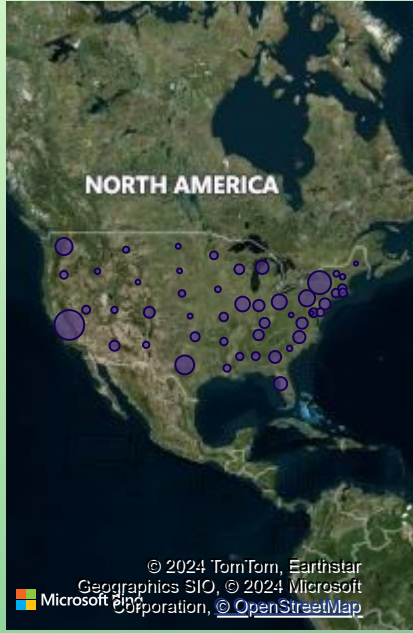 NORTH AMERICA
© 2024 TomTom, Earthstar
Geographics SIO, © 2024 Microsoft
Microsoft Bing
Corporation, © OpenStreetMap